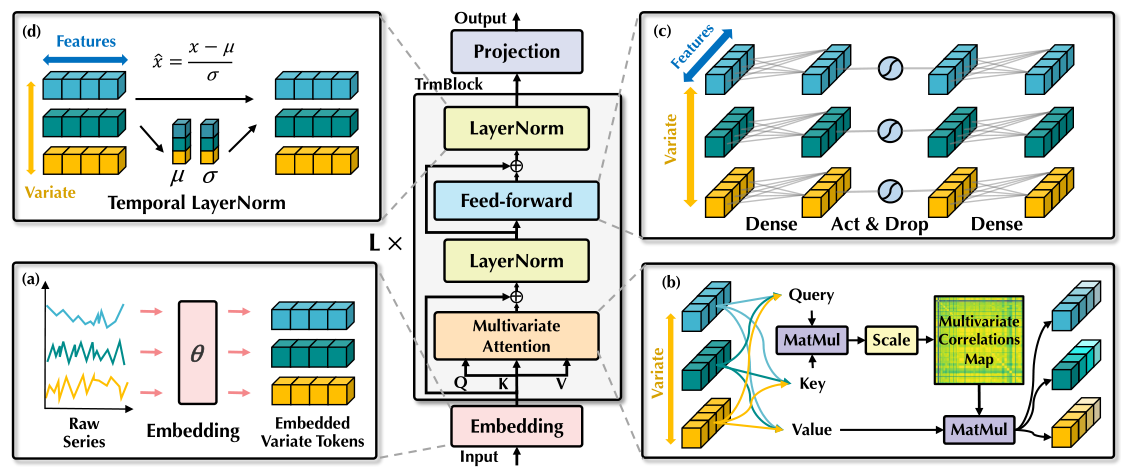 (d)
Features
x̂ = (x − μ) / σ
Variate
μ
σ
Temporal LayerNorm
(a)
θ
Raw
Series
Embedding
Embedded
Variate Tokens
Output
Projection
TrmBlock
LayerNorm
Feed-forward
L ×
LayerNorm
Multivariate
Attention
Q
K
V
Embedding
Input
(c)
Features
Variate
Dense
Act & Drop
Dense
(b)
Variate
Query
MatMul
Scale
Multivariate
Correlations
Map
Key
Value
MatMul